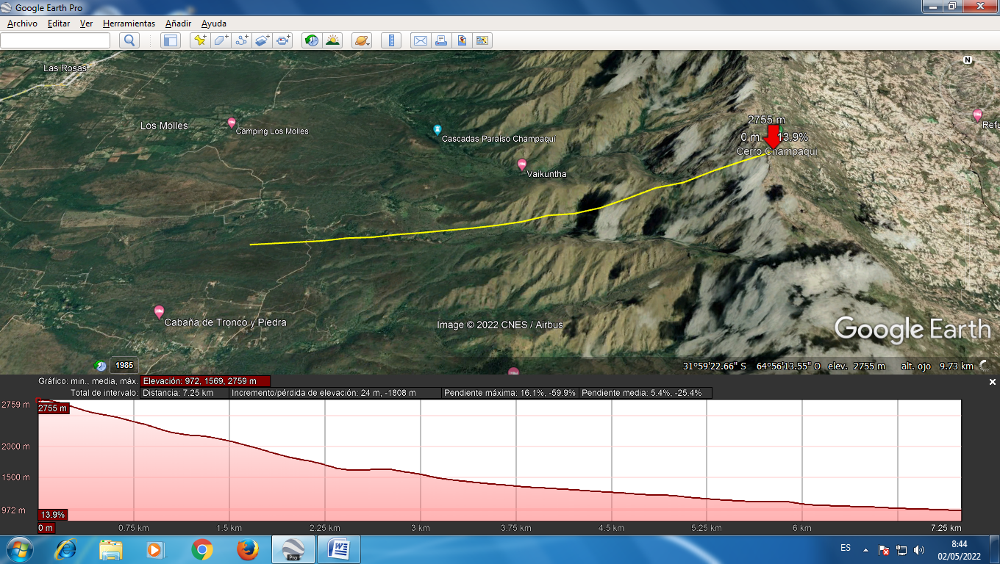 Google Earth Pro
Archivo Editar Ver Herramientas Añadir Ayuda
Las Rosas
N
Los Molles
Camping Los Molles
2755 m
Cascadas Paraíso Champaquí
0 m 13.9%
Refu
Cerro Champaqui
Vaikuntha
Cabaña de Tronco y Piedra
Image © 2022 CNES / Airbus
Google Earth
1985
31°59'22.66" S 64°56'13.55" O elev. 2755 m alt. ojo 9.73 km
Gráfico: min., media, máx. Elevación: 972, 1569, 2759 m
Total de intervalo: Distancia: 7.25 km Incremento/pérdida de elevación: 24 m, -1808 m Pendiente máxima: 16.1%, -59.9% Pendiente media: 5.4%, -25.4%
2759 m
2755 m
2000 m
1500 m
972 m
13.9%
0 m 0.75 km 1.5 km 2.25 km 3 km 3.75 km 4.5 km 5.25 km 6 km 7.25 km
Pro
ES
8:44
02/05/2022